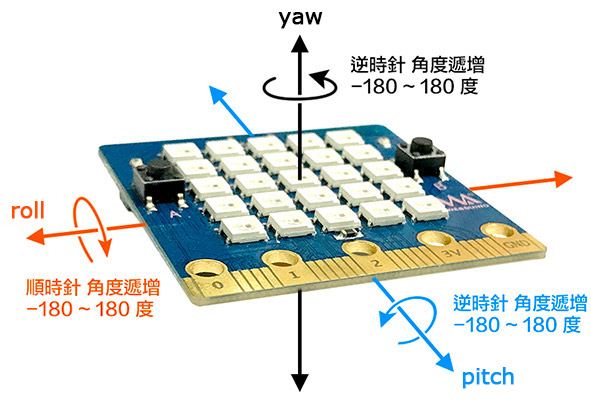 yaw
逆時針 角度遞增
–180 ~ 180 度
roll
順時針 角度遞增
–180 ~ 180 度
A
B
0
1
2
3V
GND
逆時針 角度遞增
–180 ~ 180 度
pitch